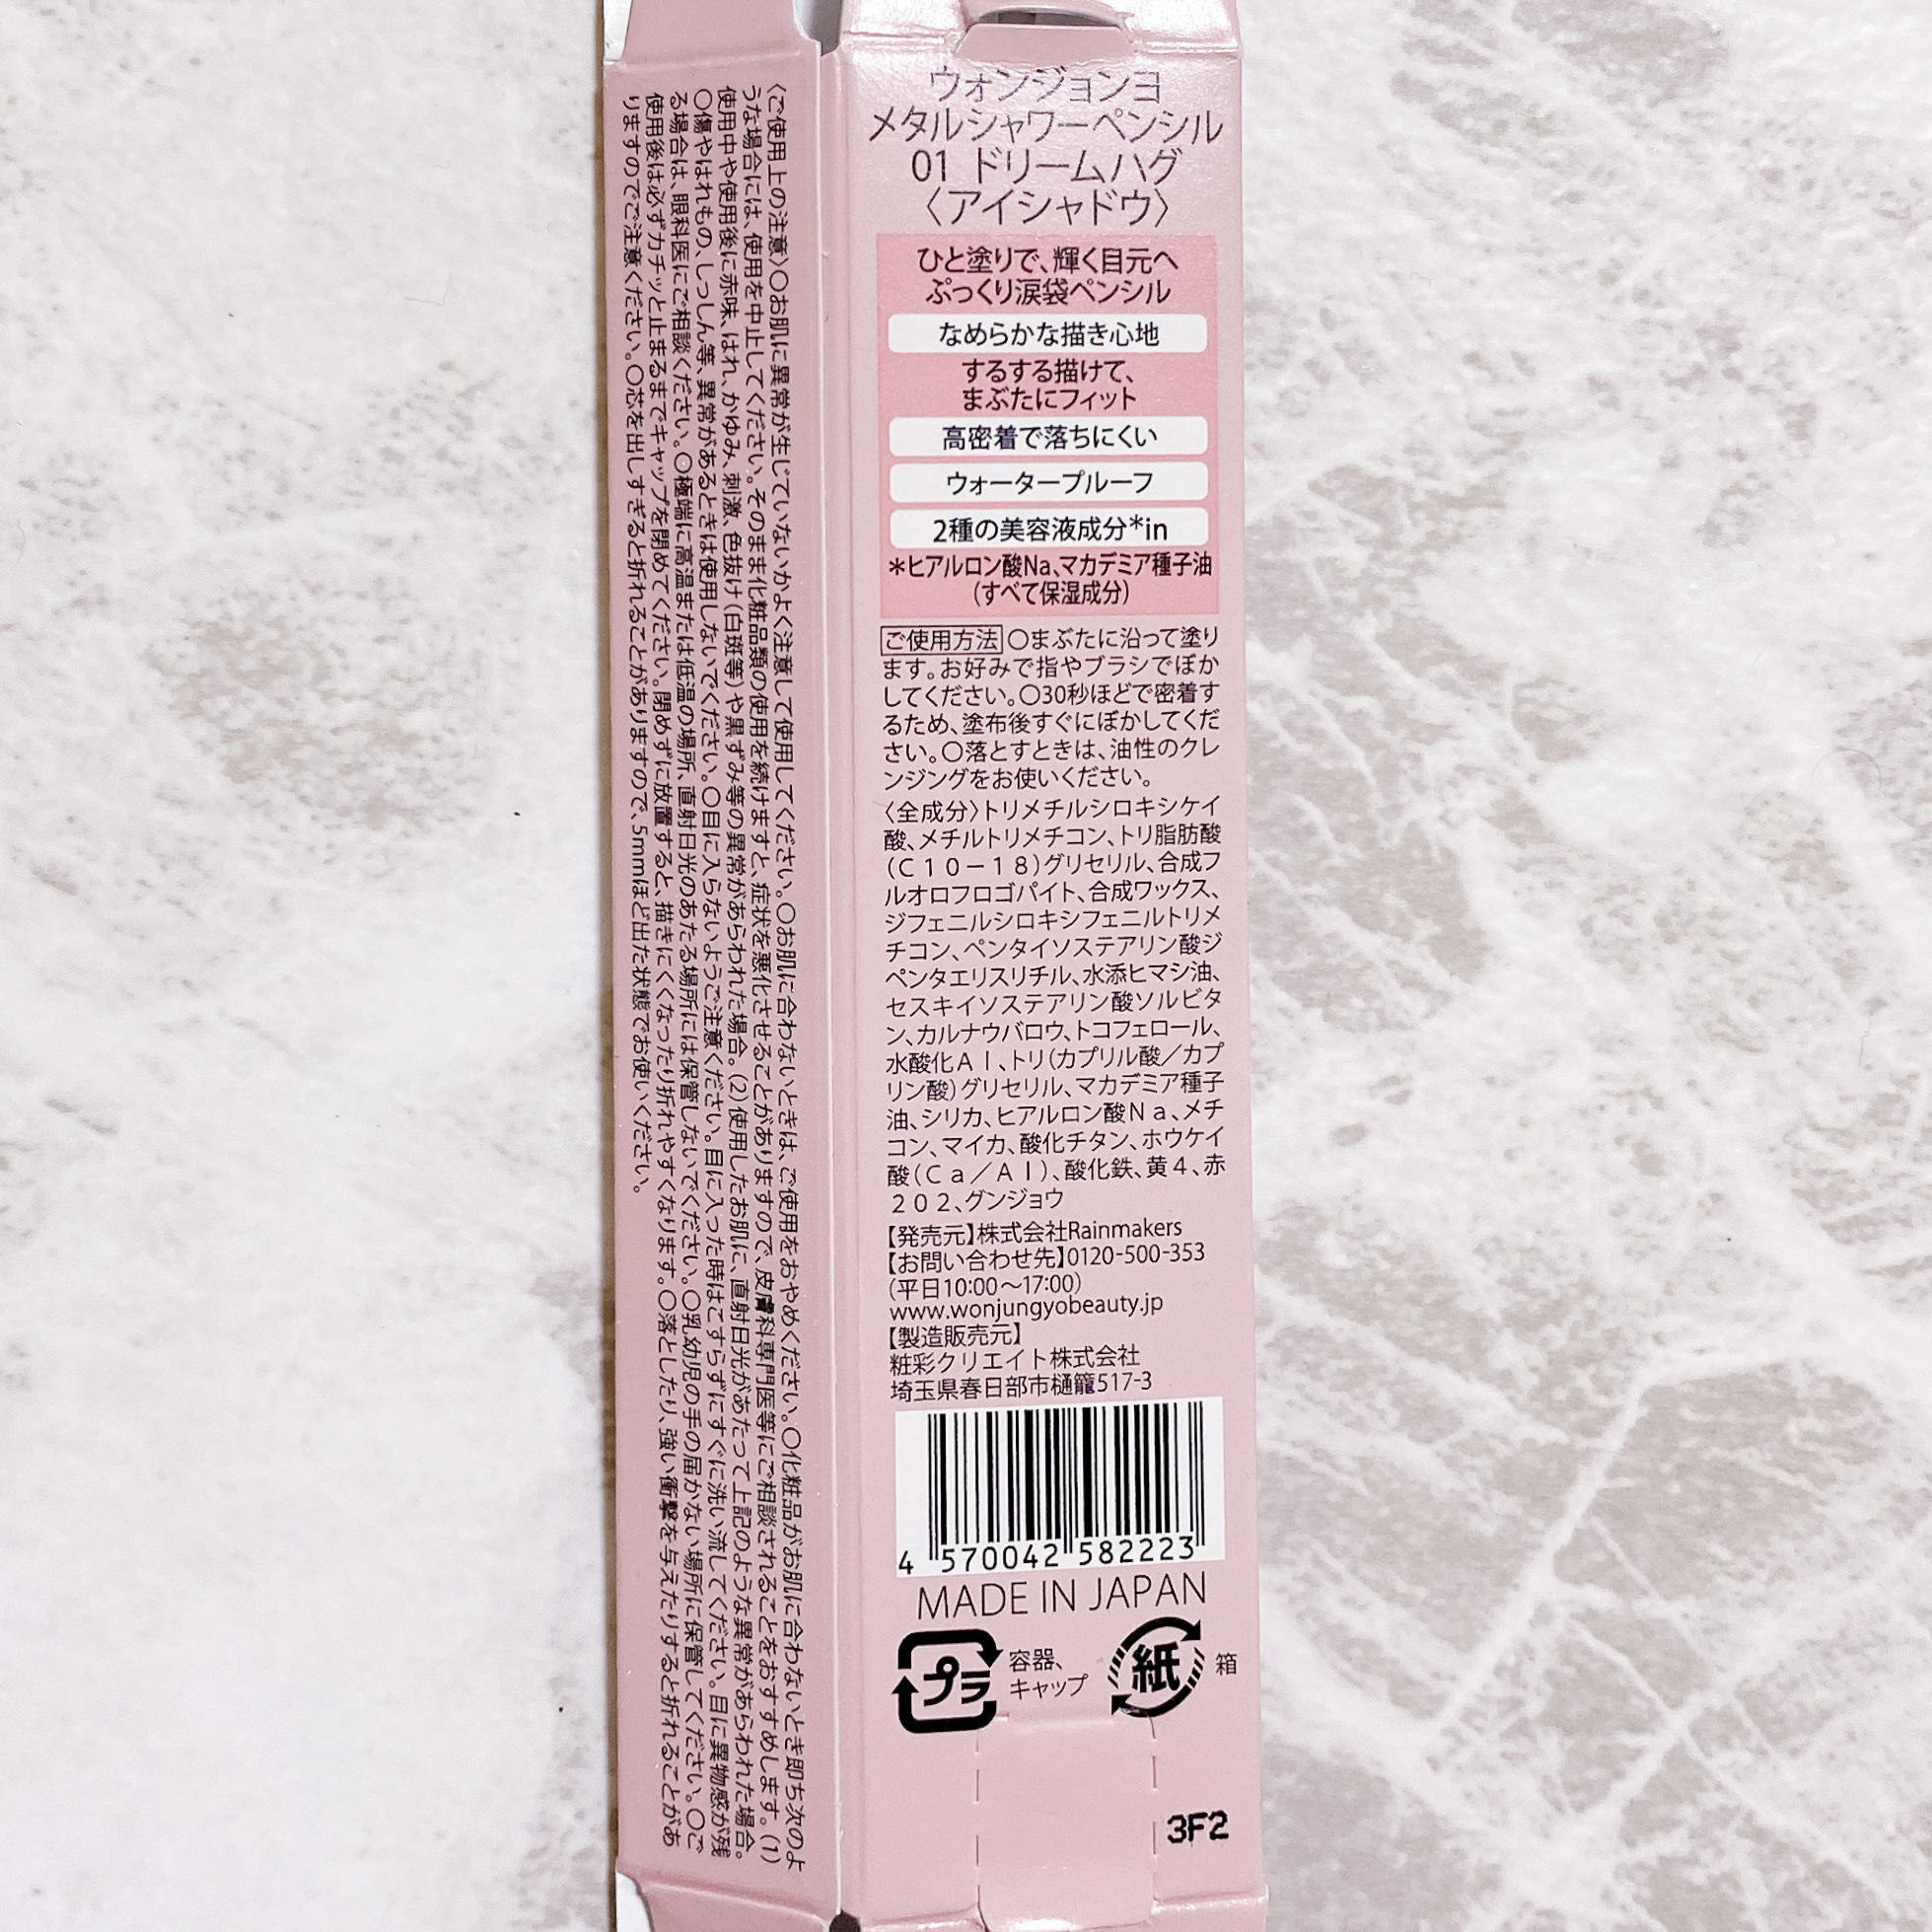 ウォンジョンヨ
メタルシャワーペンシル
01 ドリームハグ
〈アイシャドウ〉
ひと塗りで、輝く目元へ
ぷっくり涙袋ペンシル
なめらかな描き心地
するする描けて、
まぶたにフィット
高密着で落ちにくい
ウォータープルーフ
2種の美容液成分*in
*ヒアルロン酸Na、マカデミア種子油
(すべて保湿成分)
ご使用方法 〇まぶたに沿って塗り
ます。お好みで指やブラシでぼか
してください。〇30秒ほどで密着す
るため、塗布後すぐにぼかしてくだ
さい。〇落とすときは、油性のクレ
ンジングをお使いください。
〈全成分〉トリメチルシロキシケイ
酸、メチルトリメチコン、トリ脂肪酸
(C10-18)グリセリル、合成フ
ルオロフロゴパイト、合成ワックス、
ジフェニルシロキシフェニルトリメ
チコン、ペンタイソステアリン酸ジ
ペンタエリスリチル、水添ヒマシ油、
セスキイソステアリン酸ソルビタ
ン、カルナウバロウ、トコフェロール、
水酸化Al、トリ(カプリル酸/カプ
リン酸)グリセリル、マカデミア種子
油、シリカ、ヒアルロン酸Na、メチ
コン、マイカ、酸化チタン、ホウケイ
酸(Ca/Al)、酸化鉄、黄4、赤
202、グンジョウ
【発売元】株式会社Rainmakers
【お問い合わせ先】0120-500-353
(平日10:00〜17:00)
www.wonjungyobeauty.jp
【製造販売元】
粧彩クリエイト株式会社
埼玉県春日部市樋籠517-3
4 570042 582223
MADE IN JAPAN
プラ 容器、
キャップ
紙 箱
3F2
〈ご使用上の注意〉〇お肌に異常が生じていないかよく注意して使用してください。〇お肌に合わないときは、ご使用をおやめください。〇化粧品がお肌に合わないとき即ち次のよ
うな場合には、使用を中止してください。そのまま化粧品類の使用を続けますと、症状を悪化させることがありますので、皮膚科専門医等にご相談されることをおすすめします。(1)
使用中や使用後に赤味、はれ、かゆみ、刺激、色抜け(白斑等)や黒ずみ等の異常があらわれた場合。(2)使用したお肌に、直射日光があたって上記のような異常があらわれた場合。
〇傷やはれもの、しっしん等、異常があるときは使用しないでください。〇目に入らないようご注意ください。目に入った時はこすらずにすぐに洗い流してください。目に異物感が残
る場合は、眼科医にご相談ください。〇極端に高温または低温の場所、直射日光のあたる場所には保管しないでください。〇乳幼児の手の届かない場所に保管してください。〇ご
使用後は必ずカチッと止まるまでキャップを閉めてください。閉めずに放置すると、描きにくくなったり折れやすくなります。〇落としたり、強い衝撃を与えたりすると折れることがあ
りますのでご注意ください。〇芯を出しすぎると折れることがありますので、5mmほど出た状態でお使いください。